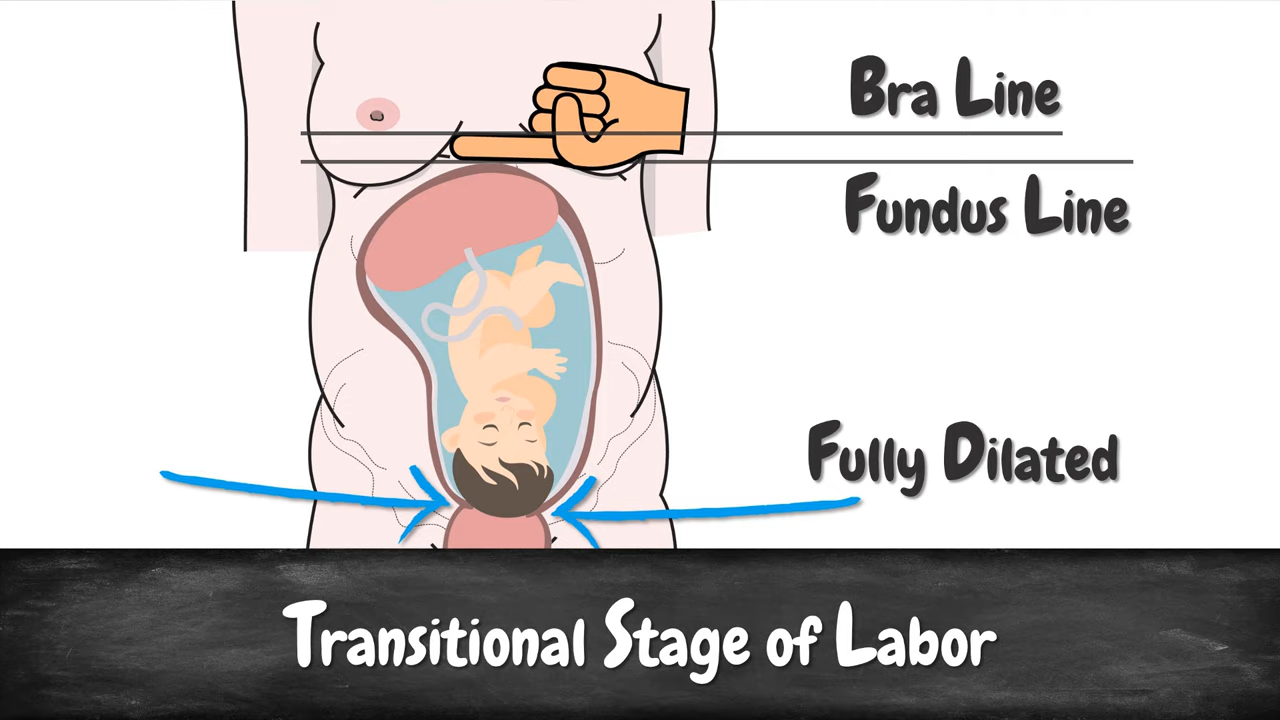 Bra Line
Fundus Line
Fully Dilated
Transitional Stage of Labor